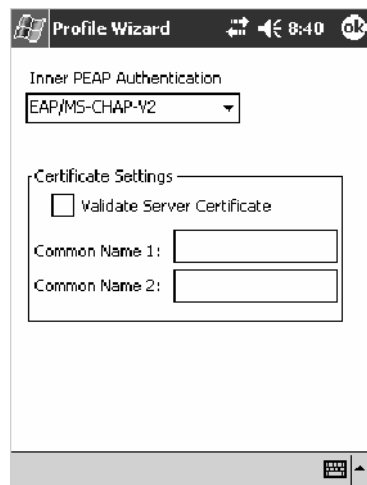 Profile Wizard 8:40 ok
Inner PEAP Authentication
EAP/MS-CHAP-V2
Certificate Settings
Validate Server Certificate
Common Name 1:
Common Name 2: